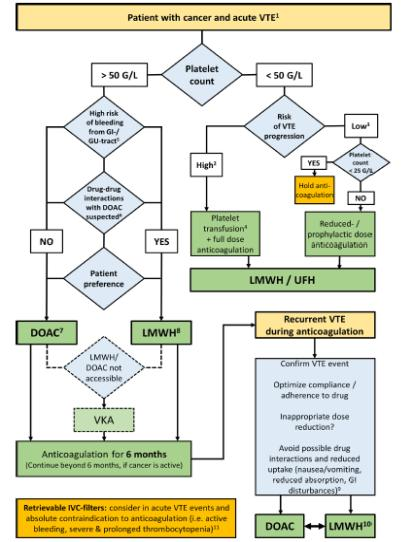 Patient with cancer and acute VTE¹
> 50 G/L
Platelet
count
< 50 G/L
High risk
of bleeding
from GI-/
GU-tract⁵
Risk
of VTE
progression
Low³
High²
Platelet
count
< 25 G/L
YES
Hold anti-
coagulation
NO
Drug-drug
interactions
with DOAC
suspected⁶
Platelet
transfusion⁴
+ full dose
anticoagulation
Reduced- /
prophylactic dose
anticoagulation
NO
YES
LMWH / UFH
Patient
preference
DOAC⁷
LMWH⁸
Recurrent VTE
during anticoagulation
LMWH/
DOAC not
accessible
VKA
Confirm VTE event
Optimize compliance /
adherence to drug
Inappropriate dose
reduction?
Avoid possible drug
interactions and reduced
uptake (nausea/vomiting,
reduced absorption, GI
disturbances)⁹
Anticoagulation for 6 months
(Continue beyond 6 months, if cancer is active)
Retrievable IVC-filters: consider in acute VTE events and
absolute contraindication to anticoagulation (i.e. active
bleeding, severe & prolonged thrombocytopenia)¹¹
DOAC
LMWH¹⁰